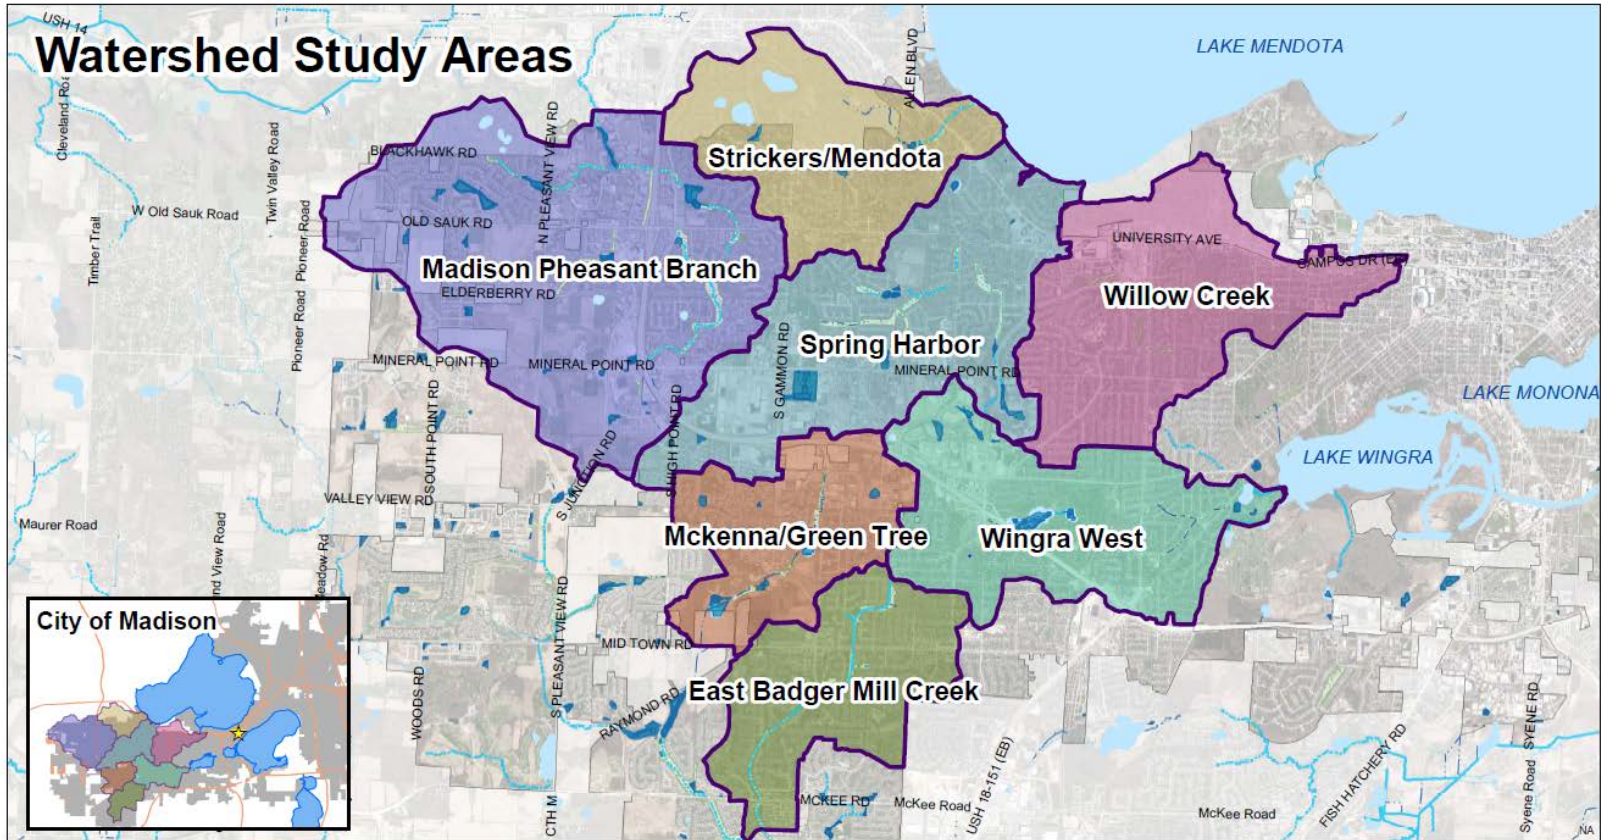 USH 14
Watershed Study Areas
LAKE MENDOTA
ALLEN BLVD
Cleveland Road
Twin Valley Road
N PLEASANT VIEW RD
BLACKHAWK RD
Strickers/Mendota
W Old Sauk Road
OLD SAUK RD
Timber Trail
Pioneer Road
Pioneer Road
UNIVERSITY AVE
CAMPUS DR
Madison Pheasant Branch
ELDERBERRY RD
Willow Creek
Spring Harbor
S GAMMON RD
MINERAL POINT RD
MINERAL POINT RD
MINERAL POINT RD
LAKE MONONA
SOUTH POINT RD
S HIGH POINT RD
S JUNCTION RD
LAKE WINGRA
VALLEY VIEW RD
Maurer Road
Mckenna/Green Tree
Wingra West
nd View Road
Meadow Rd
City of Madison
S PLEASANT VIEW RD
MID TOWN RD
WOODS RD
RAYMOND RD
East Badger Mill Creek
CTH M
MCKEE RD
McKee Road
USH 18-151 (EB)
McKee Road
FISH HATCHERY RD
SYENE RD
Syene Road
NA